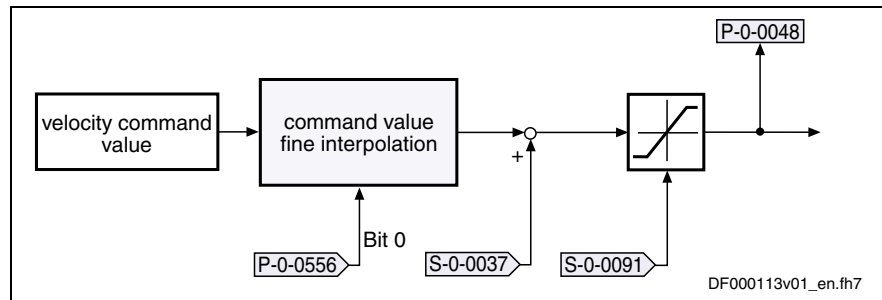 P-0-0048
velocity command
value
command value
fine interpolation
+
Bit 0
P-0-0556
S-0-0037
S-0-0091
DF000113v01_en.fh7